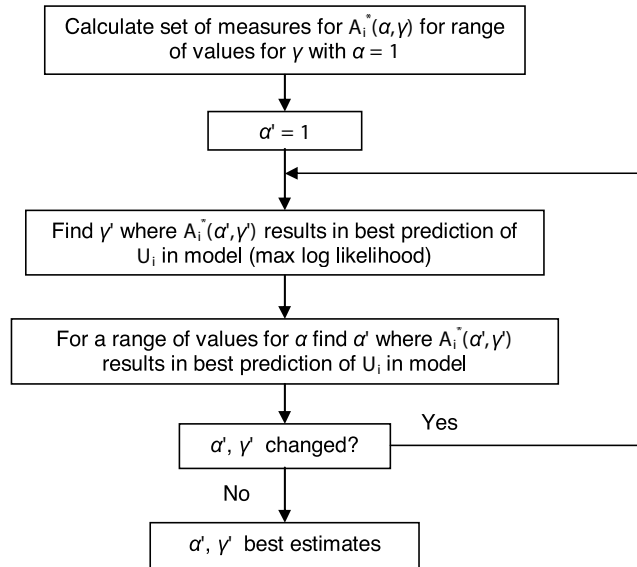 Calculate set of measures for Aᵢ*(α,γ) for range
of values for γ with α = 1
α' = 1
Find γ' where Aᵢ*(α',γ') results in best prediction of
Uᵢ in model (max log likelihood)
For a range of values for α find α' where Aᵢ*(α',γ')
results in best prediction of Uᵢ in model
Yes
α', γ' changed?
No
α', γ' best estimates